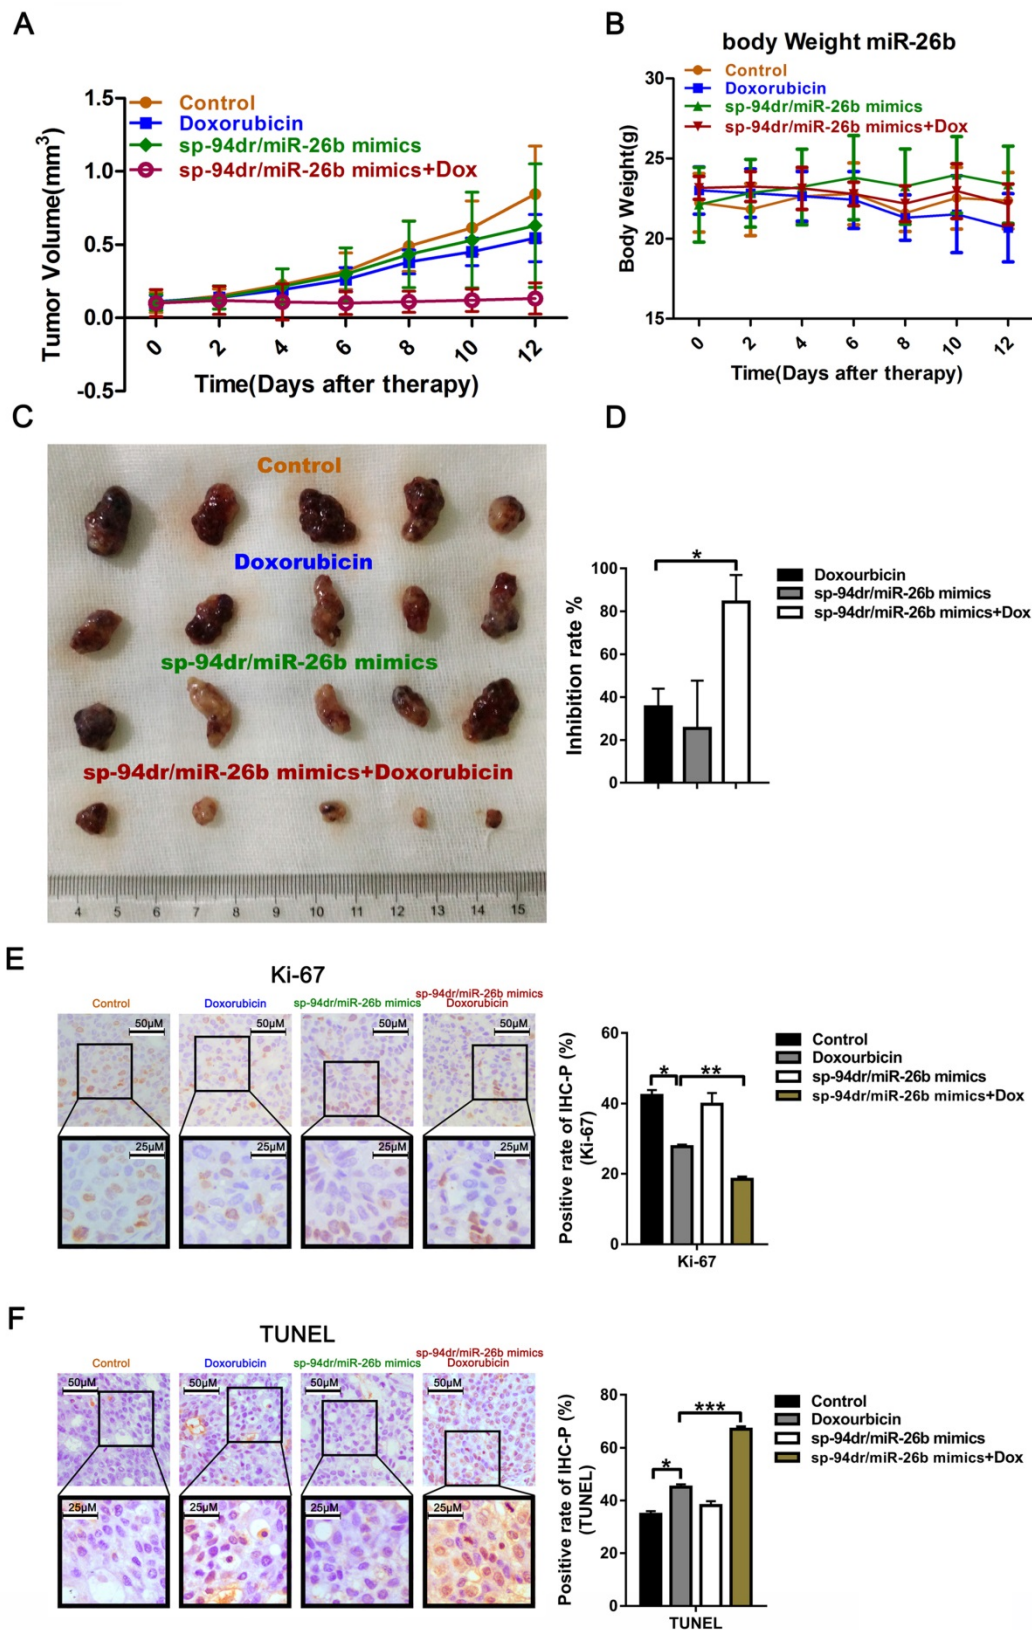 A
Tumor Volume(mm³)
1.5
1.0
0.5
0.0
-0.5
Control
Doxorubicin
sp-94dr/miR-26b mimics
sp-94dr/miR-26b mimics+Dox
0 2 4 6 8 10 12
Time(Days after therapy)
B
body Weight miR-26b
Body Weight(g)
30
25
20
15
Control
Doxorubicin
sp-94dr/miR-26b mimics
sp-94dr/miR-26b mimics+Dox
0 2 4 6 8 10 12
Time(Days after therapy)
C
Control
Doxorubicin
sp-94dr/miR-26b mimics
sp-94dr/miR-26b mimics+Doxorubicin
4 5 6 7 8 9 10 11 12 13 14 15
D
Inhibition rate %
100
80
60
40
20
0
*
Doxourbicin
sp-94dr/miR-26b mimics
sp-94dr/miR-26b mimics+Dox
E
Ki-67
Control
Doxorubicin
sp-94dr/miR-26b mimics
sp-94dr/miR-26b mimics
Doxorubicin
50μM
50μM
50μM
50μM
25μM
25μM
25μM
25μM
Positive rate of IHC-P (%)
(Ki-67)
60
40
20
0
* **
Ki-67
Control
Doxourbicin
sp-94dr/miR-26b mimics
sp-94dr/miR-26b mimics+Dox
F
TUNEL
Control
Doxorubicin
sp-94dr/miR-26b mimics
sp-94dr/miR-26b mimics
Doxorubicin
50μM
50μM
50μM
50μM
25μM
25μM
25μM
25μM
Positive rate of IHC-P (%)
(TUNEL)
80
60
40
20
0
* ***
TUNEL
Control
Doxourbicin
sp-94dr/miR-26b mimics
sp-94dr/miR-26b mimics+Dox